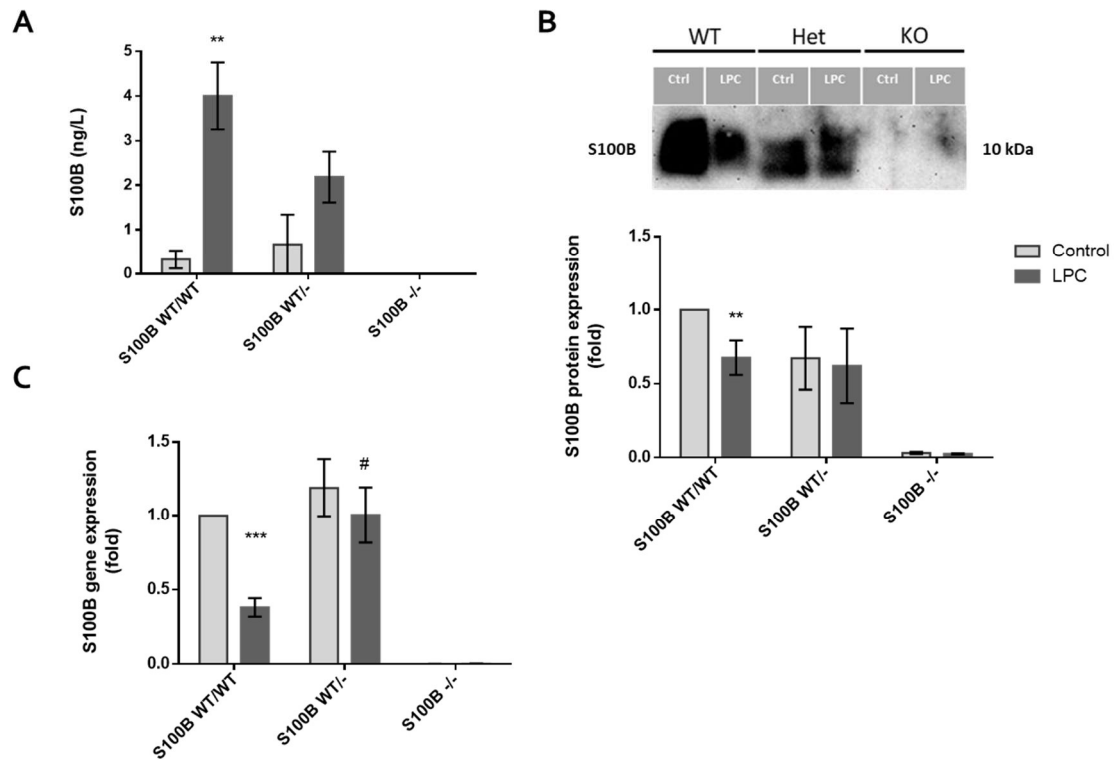 A
**
5
4
3
2
1
0
S100B (ng/L)
S100B WT/WT
S100B WT/-
S100B -/-
B
WT Het KO
Ctrl LPC Ctrl LPC Ctrl LPC
S100B
10 kDa
1.5
1.0
0.5
0.0
S100B protein expression
(fold)
**
Control
LPC
S100B WT/WT
S100B WT/-
S100B -/-
C
1.5
1.0
0.5
0.0
S100B gene expression
(fold)
***
#
S100B WT/WT
S100B WT/-
S100B -/-